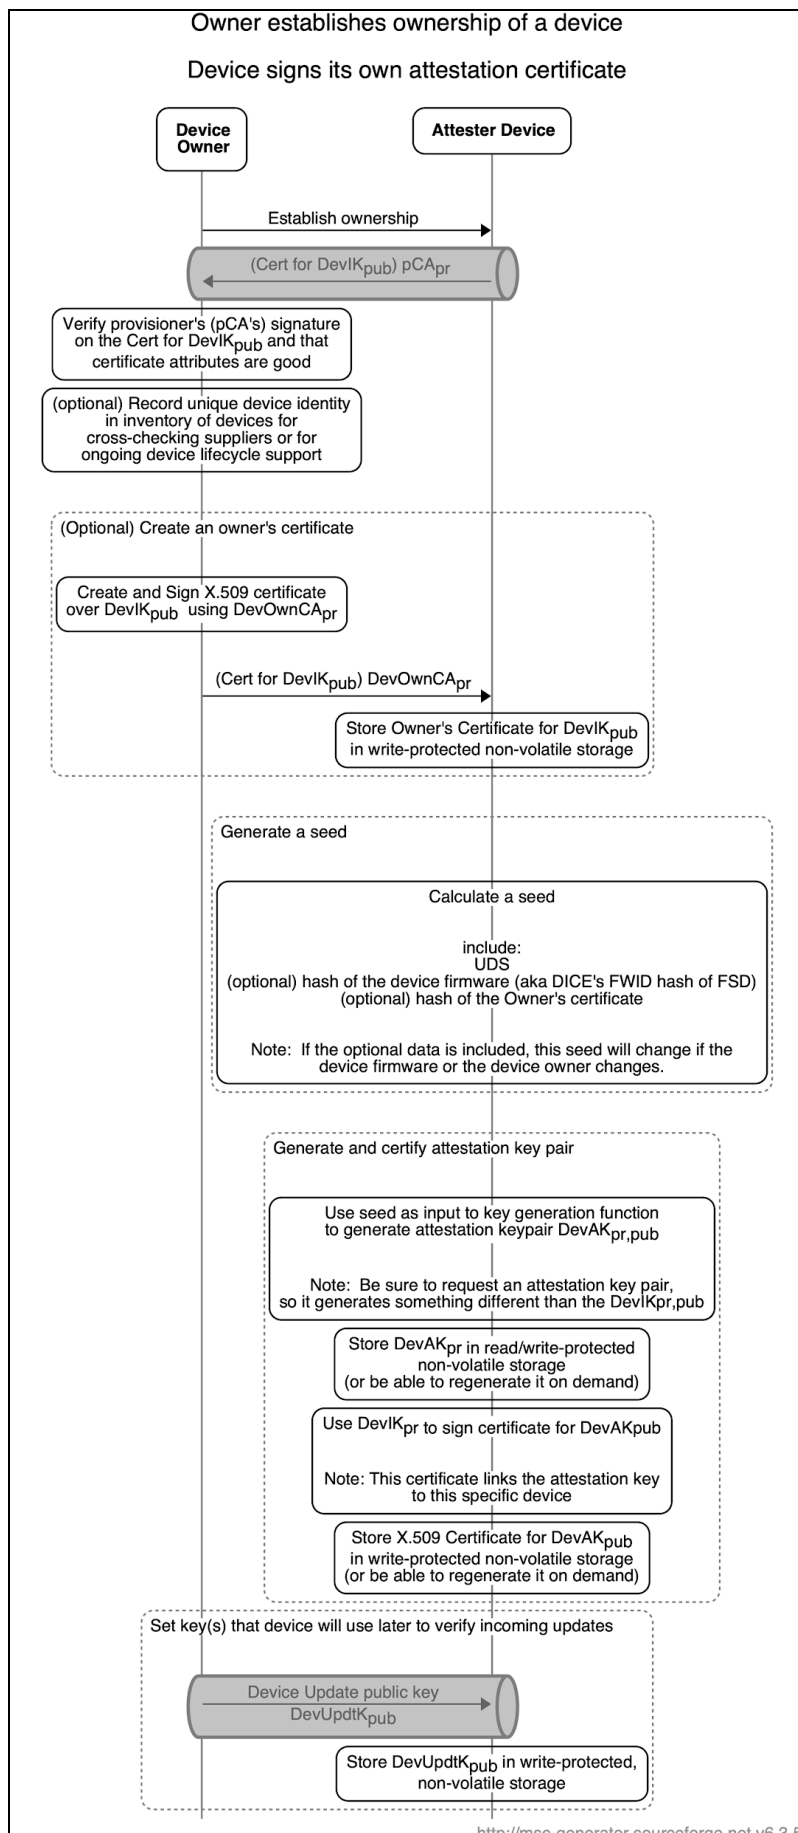 Owner establishes ownership of a device
Device signs its own attestation certificate
Device
Owner
Attester Device
Establish ownership
(Cert for DevIKpub) pCApr
Verify provisioner's (pCA's) signature
on the Cert for DevIKpub and that
certificate attributes are good
(optional) Record unique device identity
in inventory of devices for
cross-checking suppliers or for
ongoing device lifecycle support
(Optional) Create an owner's certificate
Create and Sign X.509 certificate
over DevIKpub using DevOwnCApr
(Cert for DevIKpub) DevOwnCApr
Store Owner's Certificate for DevIKpub
in write-protected non-volatile storage
Generate a seed
Calculate a seed
include:
UDS
(optional) hash of the device firmware (aka DICE's FWID hash of FSD)
(optional) hash of the Owner's certificate
Note: If the optional data is included, this seed will change if the
device firmware or the device owner changes.
Generate and certify attestation key pair
Use seed as input to key generation function
to generate attestation keypair DevAKpr,pub
Note: Be sure to request an attestation key pair,
so it generates something different than the DevIKpr,pub
Store DevAKpr in read/write-protected
non-volatile storage
(or be able to regenerate it on demand)
Use DevIKpr to sign certificate for DevAKpub
Note: This certificate links the attestation key
to this specific device
Store X.509 Certificate for DevAKpub
in write-protected non-volatile storage
(or be able to regenerate it on demand)
Set key(s) that device will use later to verify incoming updates
Device Update public key
DevUpdtKpub
Store DevUpdtKpub in write-protected,
non-volatile storage